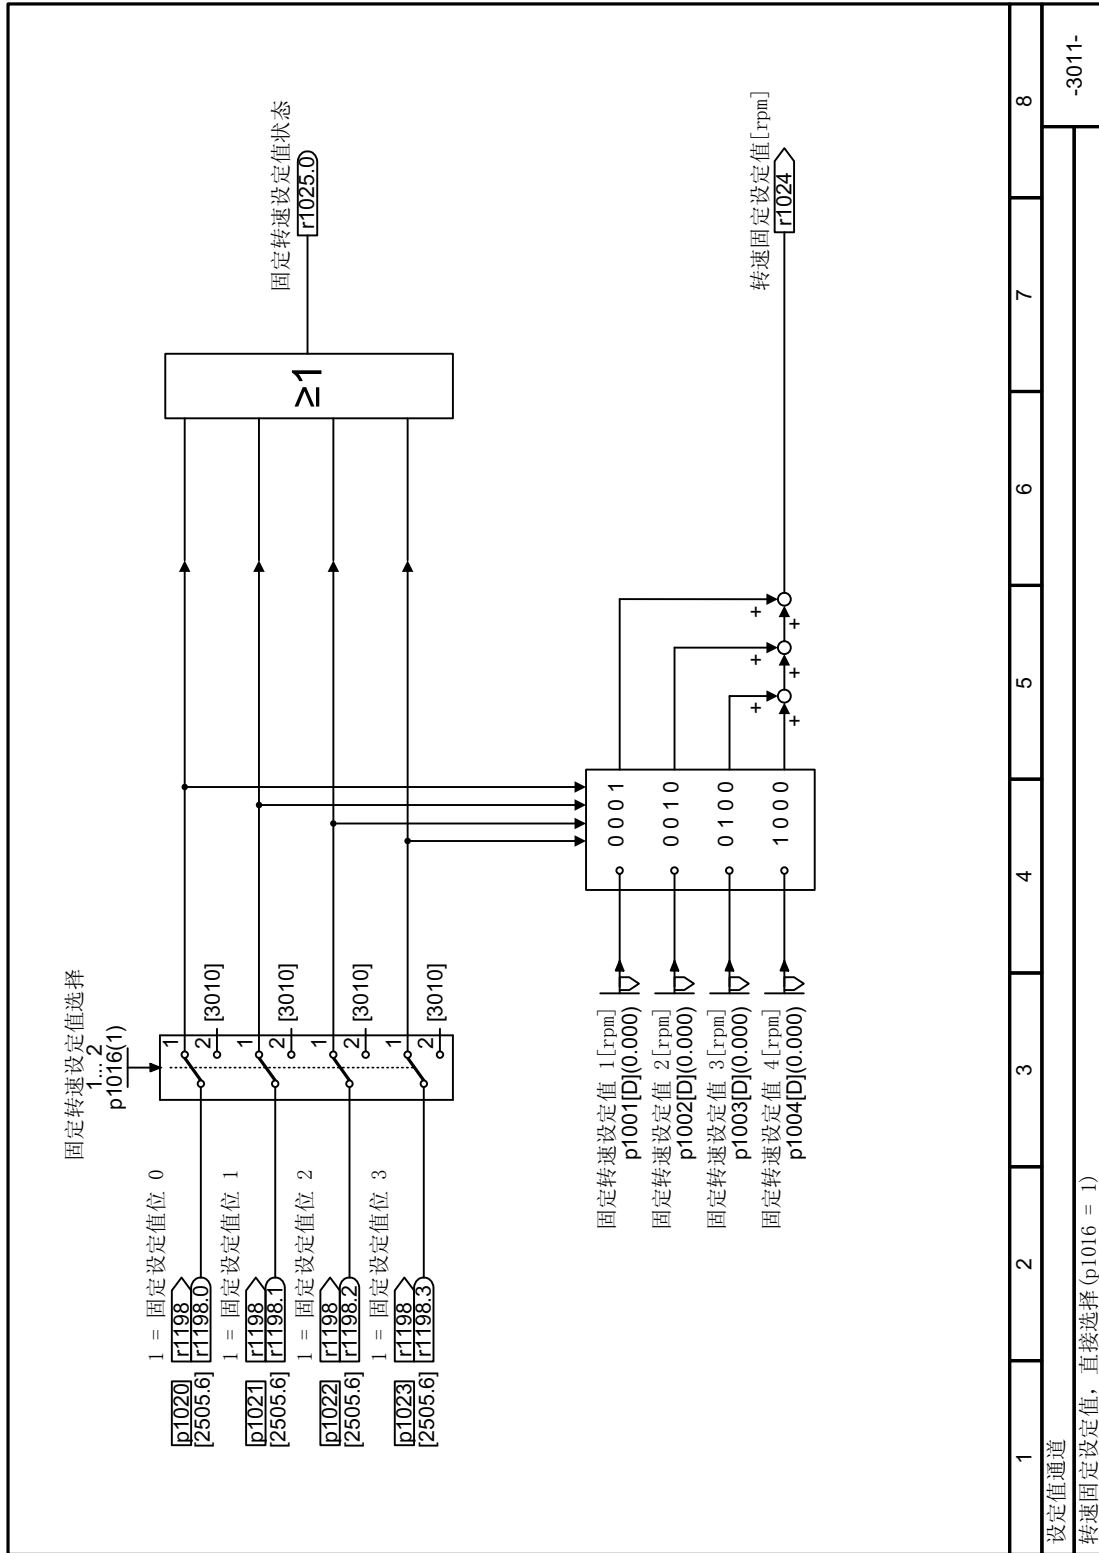 固定转速设定值选择
1...2
p1016(1)
1 = 固定设定值位 0
p1020
r1198
[2505.6]
r1198.0
1
2
[3010]
1 = 固定设定值位 1
p1021
r1198
[2505.6]
r1198.1
1
2
[3010]
1 = 固定设定值位 2
p1022
r1198
[2505.6]
r1198.2
1
2
[3010]
1 = 固定设定值位 3
p1023
r1198
[2505.6]
r1198.3
1
2
[3010]
≥1
固定转速设定值状态
r1025.0
固定转速设定值 1[rpm]
p1001[D](0.000)
0 0 0 1
固定转速设定值 2[rpm]
p1002[D](0.000)
0 0 1 0
固定转速设定值 3[rpm]
p1003[D](0.000)
0 1 0 0
固定转速设定值 4[rpm]
p1004[D](0.000)
1 0 0 0
+
+
+
+
+
+
转速固定设定值[rpm]
r1024
1 2 3 4 5 6 7 8
设定值通道
转速固定设定值, 直接选择(p1016 = 1)
-3011-